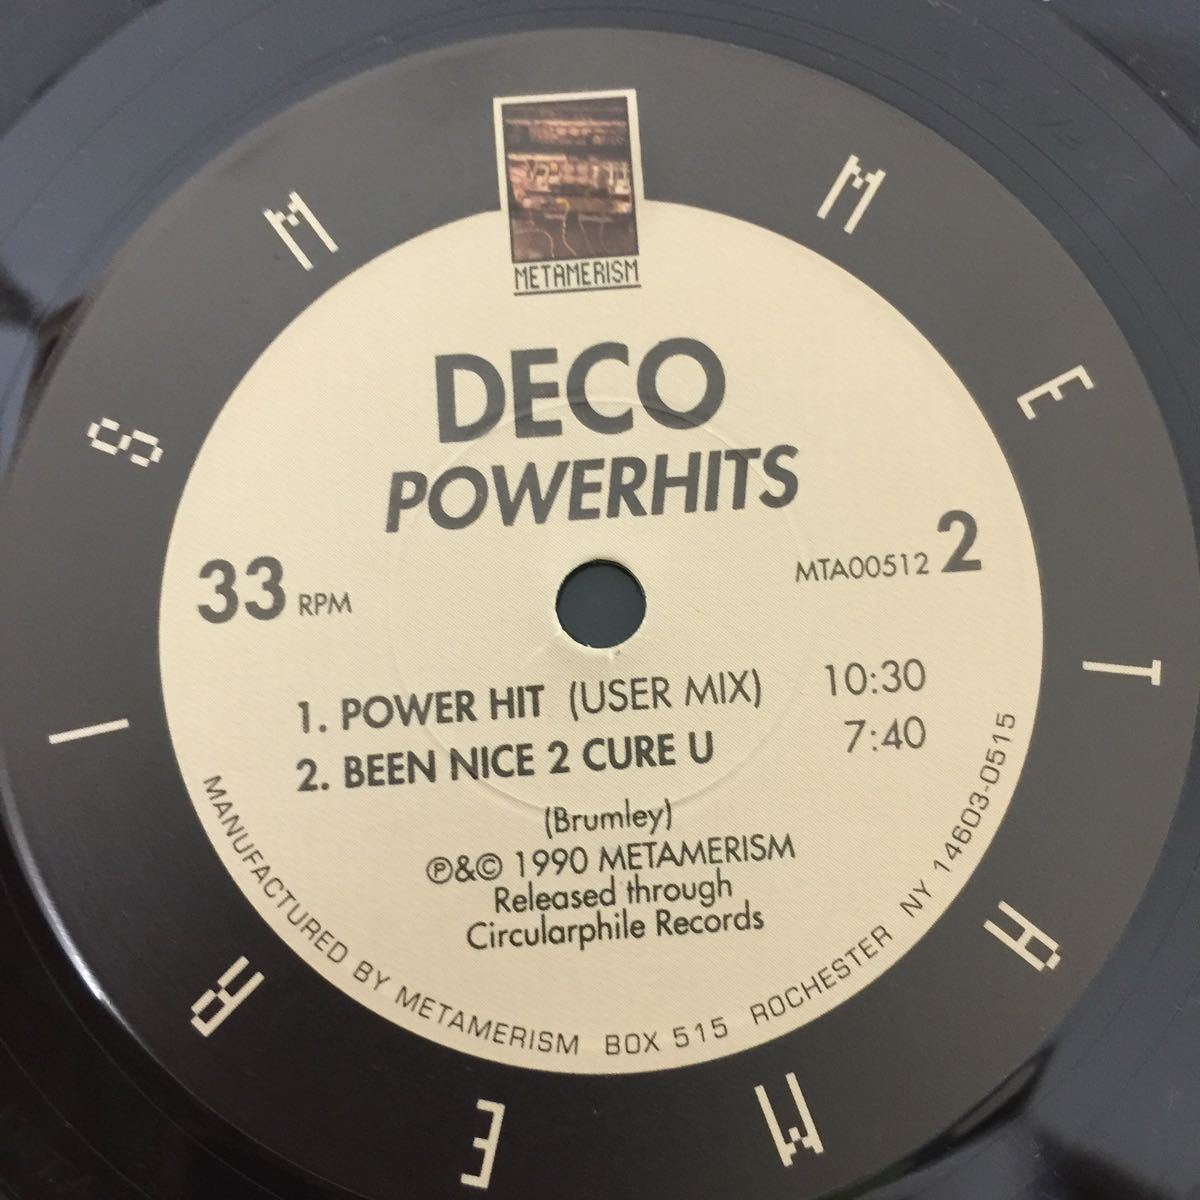 METAMERISM
DECO
POWERHITS
33 RPM
MTA00512 2
1. POWER HIT (USER MIX) 10:30
2. BEEN NICE 2 CURE U 7:40
(Brumley)
℗&© 1990 METAMERISM
Released through
Circularphile Records
MANUFACTURED BY METAMERISM BOX 515 ROCHESTER NY 14603-0515
METAMERISM